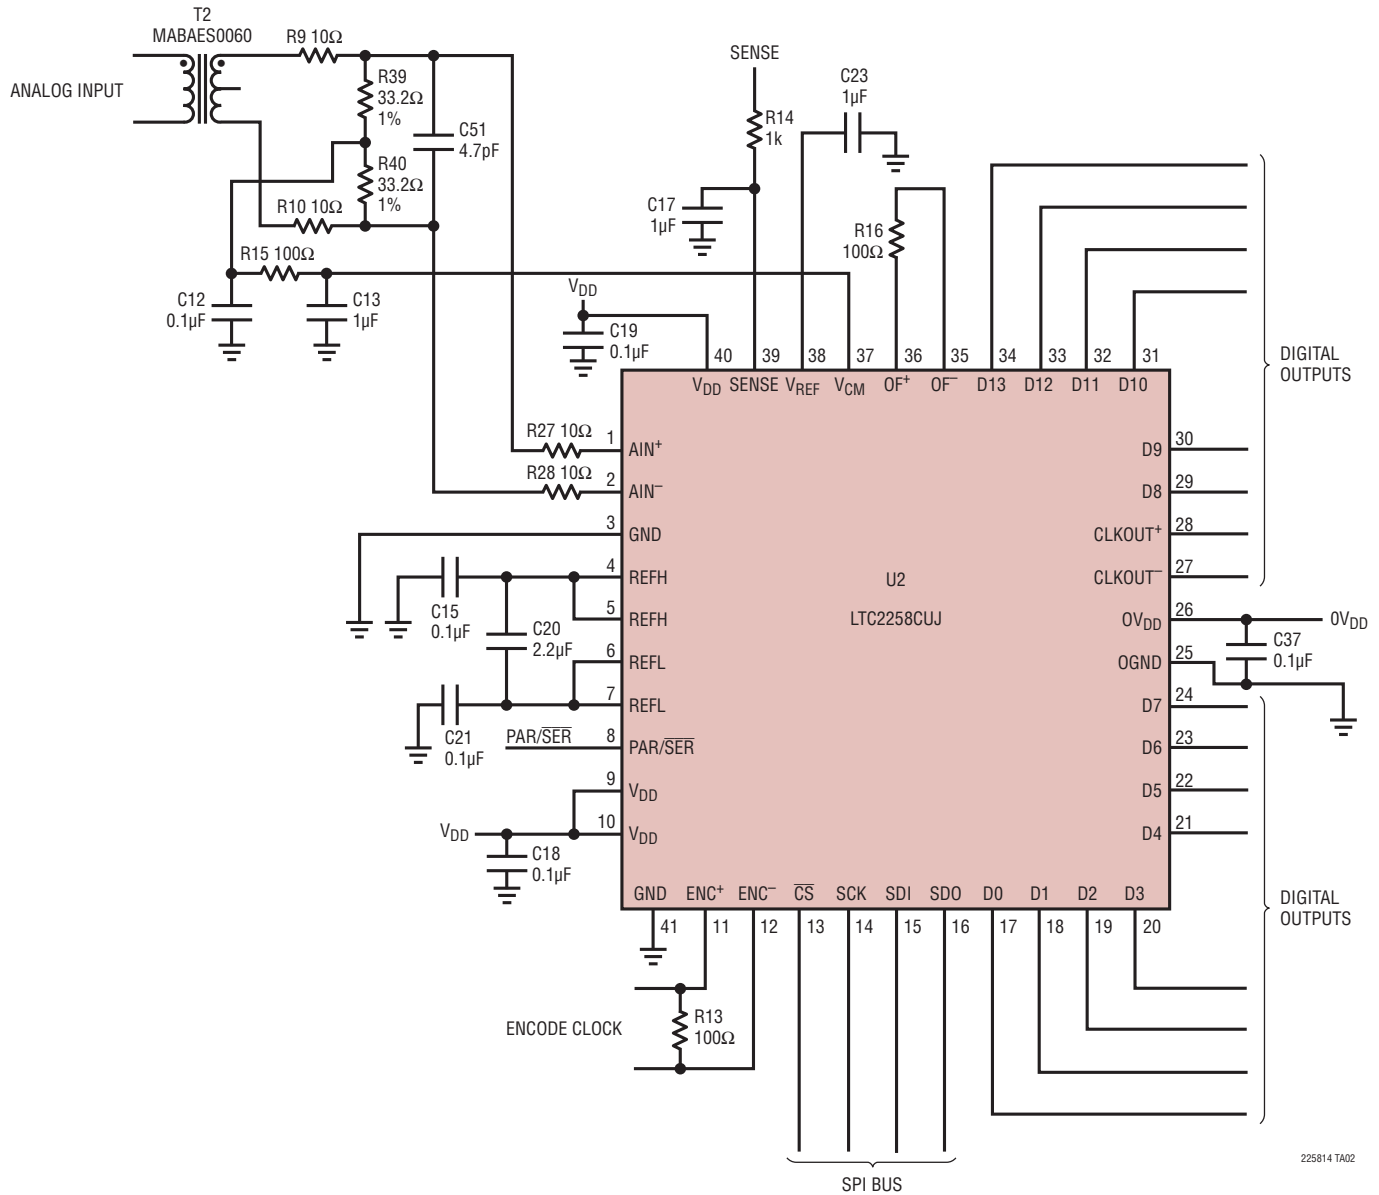 T2
MABAES0060
ANALOG INPUT
R9 10Ω
R39
33.2Ω
1%
C51
4.7pF
R40
33.2Ω
1%
R10 10Ω
R15 100Ω
C12
0.1µF
C13
1µF
SENSE
R14
1k
C17
1µF
C23
1µF
R16
100Ω
VDD
C19
0.1µF
40 39 38 37 36 35 34 33 32 31
VDD SENSE VREF VCM OF+ OF– D13 D12 D11 D10
DIGITAL
OUTPUTS
R27 10Ω
1 AIN+
R28 10Ω
2 AIN–
3 GND
4 REFH
5 REFH
6 REFL
7 REFL
PAR/SER
8 PAR/SER
9 VDD
VDD
10 VDD
C15
0.1µF
C20
2.2µF
C21
0.1µF
C18
0.1µF
U2
LTC2258CUJ
D9 30
D8 29
CLKOUT+ 28
CLKOUT– 27
OVDD 26
0VDD
OGND 25
C37
0.1µF
D7 24
D6 23
D5 22
D4 21
GND ENC+ ENC– CS SCK SDI SDO D0 D1 D2 D3
41 11 12 13 14 15 16 17 18 19 20
DIGITAL
OUTPUTS
ENCODE CLOCK
R13
100Ω
SPI BUS
225814 TA02